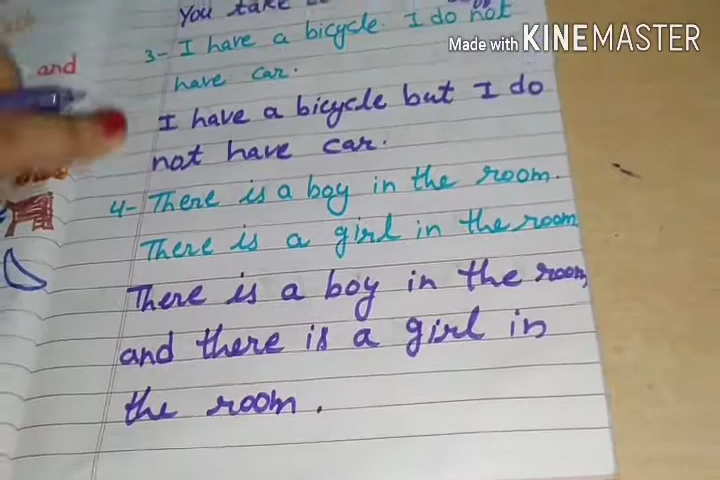 You take
3- I have a bicycle. I do not
have car.
I have a bicycle but I do
not have car.
4- There is a boy in the room.
There is a girl in the room
There is a boy in the room
and there is a girl in
the room.
and
Made with KINEMASTER